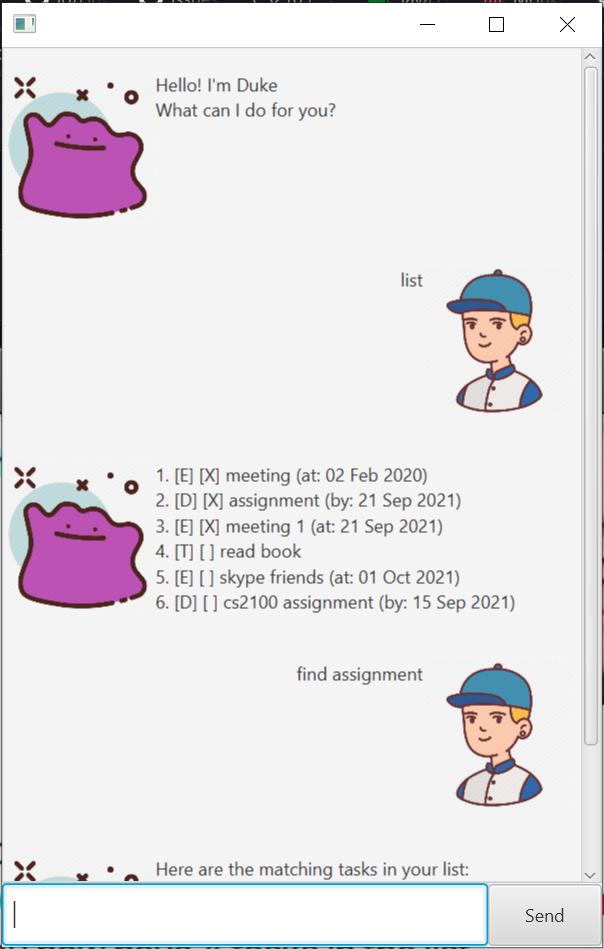 Hello! I'm Duke
What can I do for you?
list
1. [E] [X] meeting (at: 02 Feb 2020)
2. [D] [X] assignment (by: 21 Sep 2021)
3. [E] [X] meeting 1 (at: 21 Sep 2021)
4. [T] [ ] read book
5. [E] [ ] skype friends (at: 01 Oct 2021)
6. [D] [ ] cs2100 assignment (by: 15 Sep 2021)
find assignment
Here are the matching tasks in your list:
Send